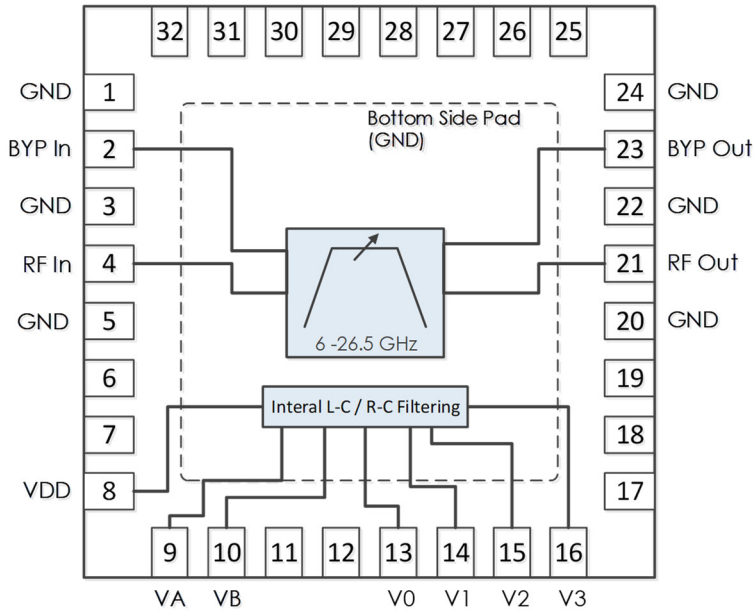 32 31 30 29 28 27 26 25
GND 1 24 GND
Bottom Side Pad
(GND)
BYP In 2 23 BYP Out
GND 3 22 GND
RF In 4 21 RF Out
GND 5 20 GND
6 -26.5 GHz
6 19
Interal L-C / R-C Filtering
7 18
VDD 8 17
9 10 11 12 13 14 15 16
VA VB V0 V1 V2 V3